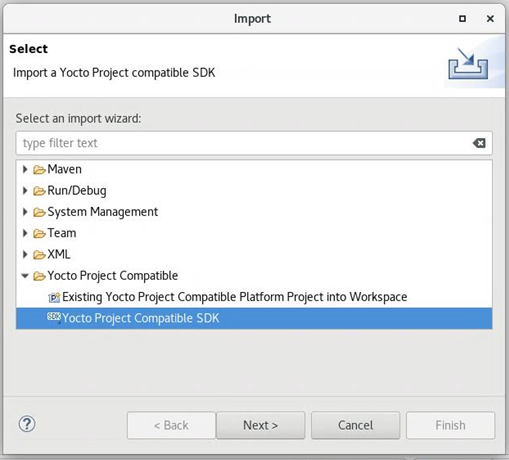 Import
Select
Import a Yocto Project compatible SDK
Select an import wizard:
type filter text
Maven
Run/Debug
System Management
Team
XML
Yocto Project Compatible
Existing Yocto Project Compatible Platform Project into Workspace
SDK Yocto Project Compatible SDK
? < Back Next > Cancel Finish